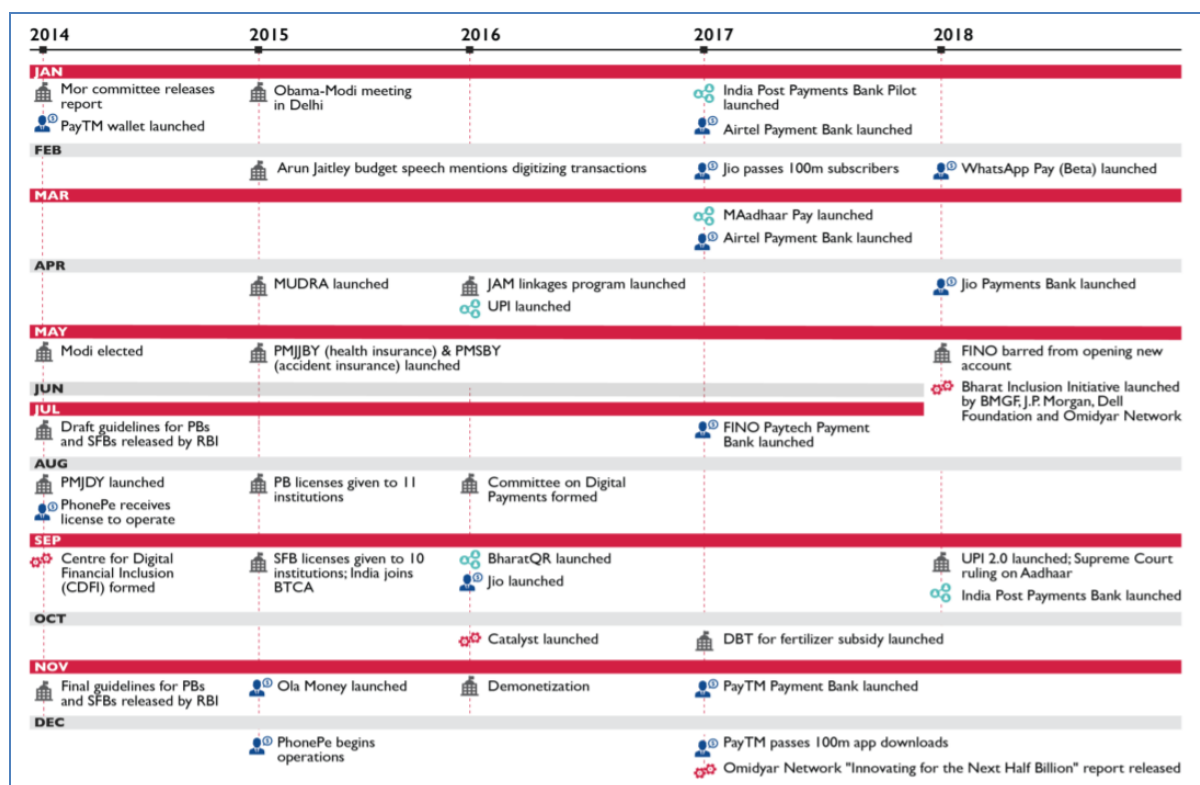 2014 2015 2016 2017 2018
JAN
Mor committee releases
report
PayTM wallet launched
Obama-Modi meeting
in Delhi
India Post Payments Bank Pilot
launched
Airtel Payment Bank launched
FEB
Arun Jaitley budget speech mentions digitizing transactions
Jio passes 100m subscribers
WhatsApp Pay (Beta) launched
MAR
MAadhaar Pay launched
Airtel Payment Bank launched
APR
MUDRA launched
JAM linkages program launched
UPI launched
Jio Payments Bank launched
MAY
Modi elected
PMJJBY (health insurance) & PMSBY
(accident insurance) launched
FINO barred from opening new
account
Bharat Inclusion Initiative launched
by BMGF, J.P. Morgan, Dell
Foundation and Omidyar Network
JUN
JUL
Draft guidelines for PBs
and SFBs released by RBI
FINO Paytech Payment
Bank launched
AUG
PMJDY launched
PhonePe receives
license to operate
PB licenses given to 11
institutions
Committee on Digital
Payments formed
SEP
Centre for Digital
Financial Inclusion
(CDFI) formed
SFB licenses given to 10
institutions; India joins
BTCA
BharatQR launched
Jio launched
UPI 2.0 launched; Supreme Court
ruling on Aadhaar
India Post Payments Bank launched
OCT
Catalyst launched
DBT for fertilizer subsidy launched
NOV
Final guidelines for PBs
and SFBs released by RBI
Ola Money launched
Demonetization
PayTM Payment Bank launched
DEC
PhonePe begins
operations
PayTM passes 100m app downloads
Omidyar Network "Innovating for the Next Half Billion" report released